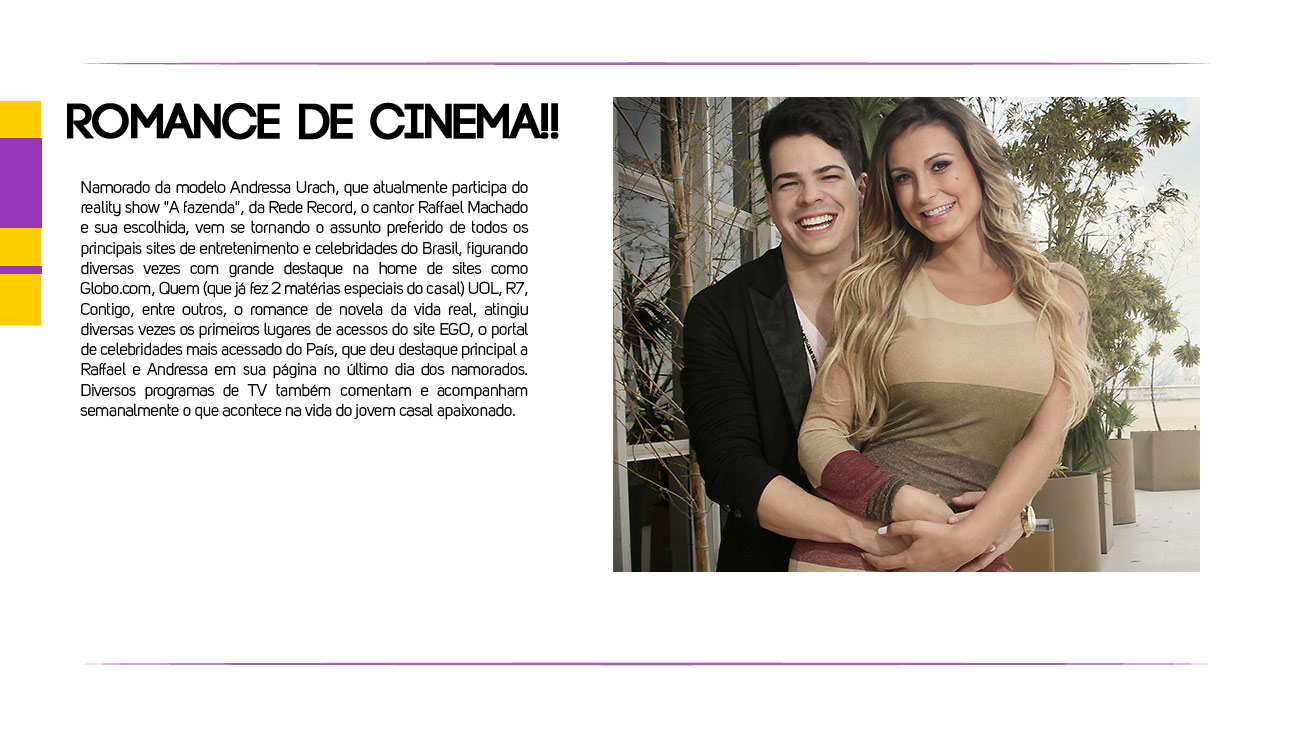 ROMANCE DE CINEMA!!
Namorado da modelo Andressa Urach, que atualmente participa do
reality show "A fazenda", da Rede Record, o cantor Raffael Machado
e sua escolhida, vem se tornando o assunto preferido de todos os
principais sites de entretenimento e celebridades do Brasil, figurando
diversas vezes com grande destaque na home de sites como
Globo.com, Quem (que já fez 2 matérias especiais do casal) UOL, R7,
Contigo, entre outros, o romance de novela da vida real, atingiu
diversas vezes os primeiros lugares de acessos do site EGO, o portal
de celebridades mais acessado do País, que deu destaque principal a
Raffael e Andressa em sua página no último dia dos namorados.
Diversos programas de TV também comentam e acompanham
semanalmente o que acontece na vida do jovem casal apaixonado.